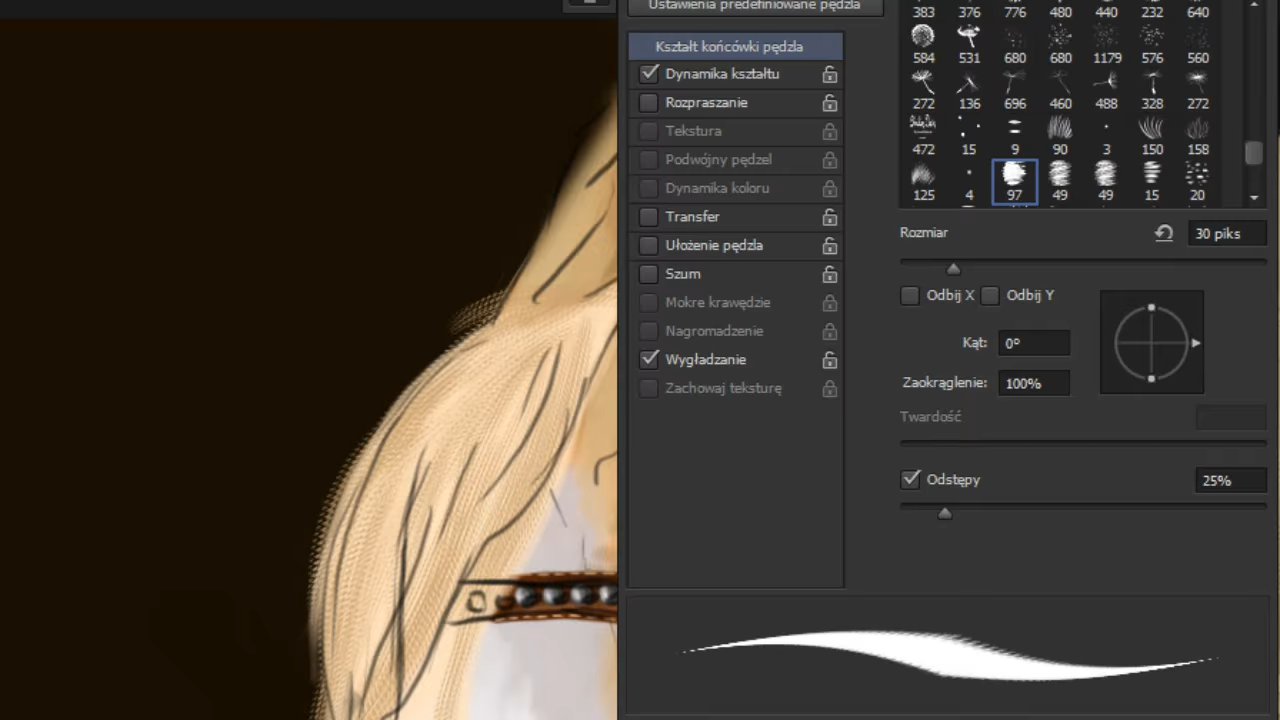 Ustawienia predefiniowane pędzla
Kształt końcówki pędzla
Dynamika kształtu
Rozpraszanie
Tekstura
Podwójny pędzel
Dynamika koloru
Transfer
Ułożenie pędzla
Szum
Mokre krawędzie
Nagromadzenie
Wygładzanie
Zachowaj teksturę
383 376 776 480 440 232 640
584 531 680 680 1179 576 560
272 136 696 460 488 328 272
472 15 9 90 3 150 158
125 4 97 49 49 15 20
Rozmiar 30 piks
Odbij X Odbij Y
Kąt: 0º
Zaokrąglenie: 100%
Twardość
Odstępy 25%